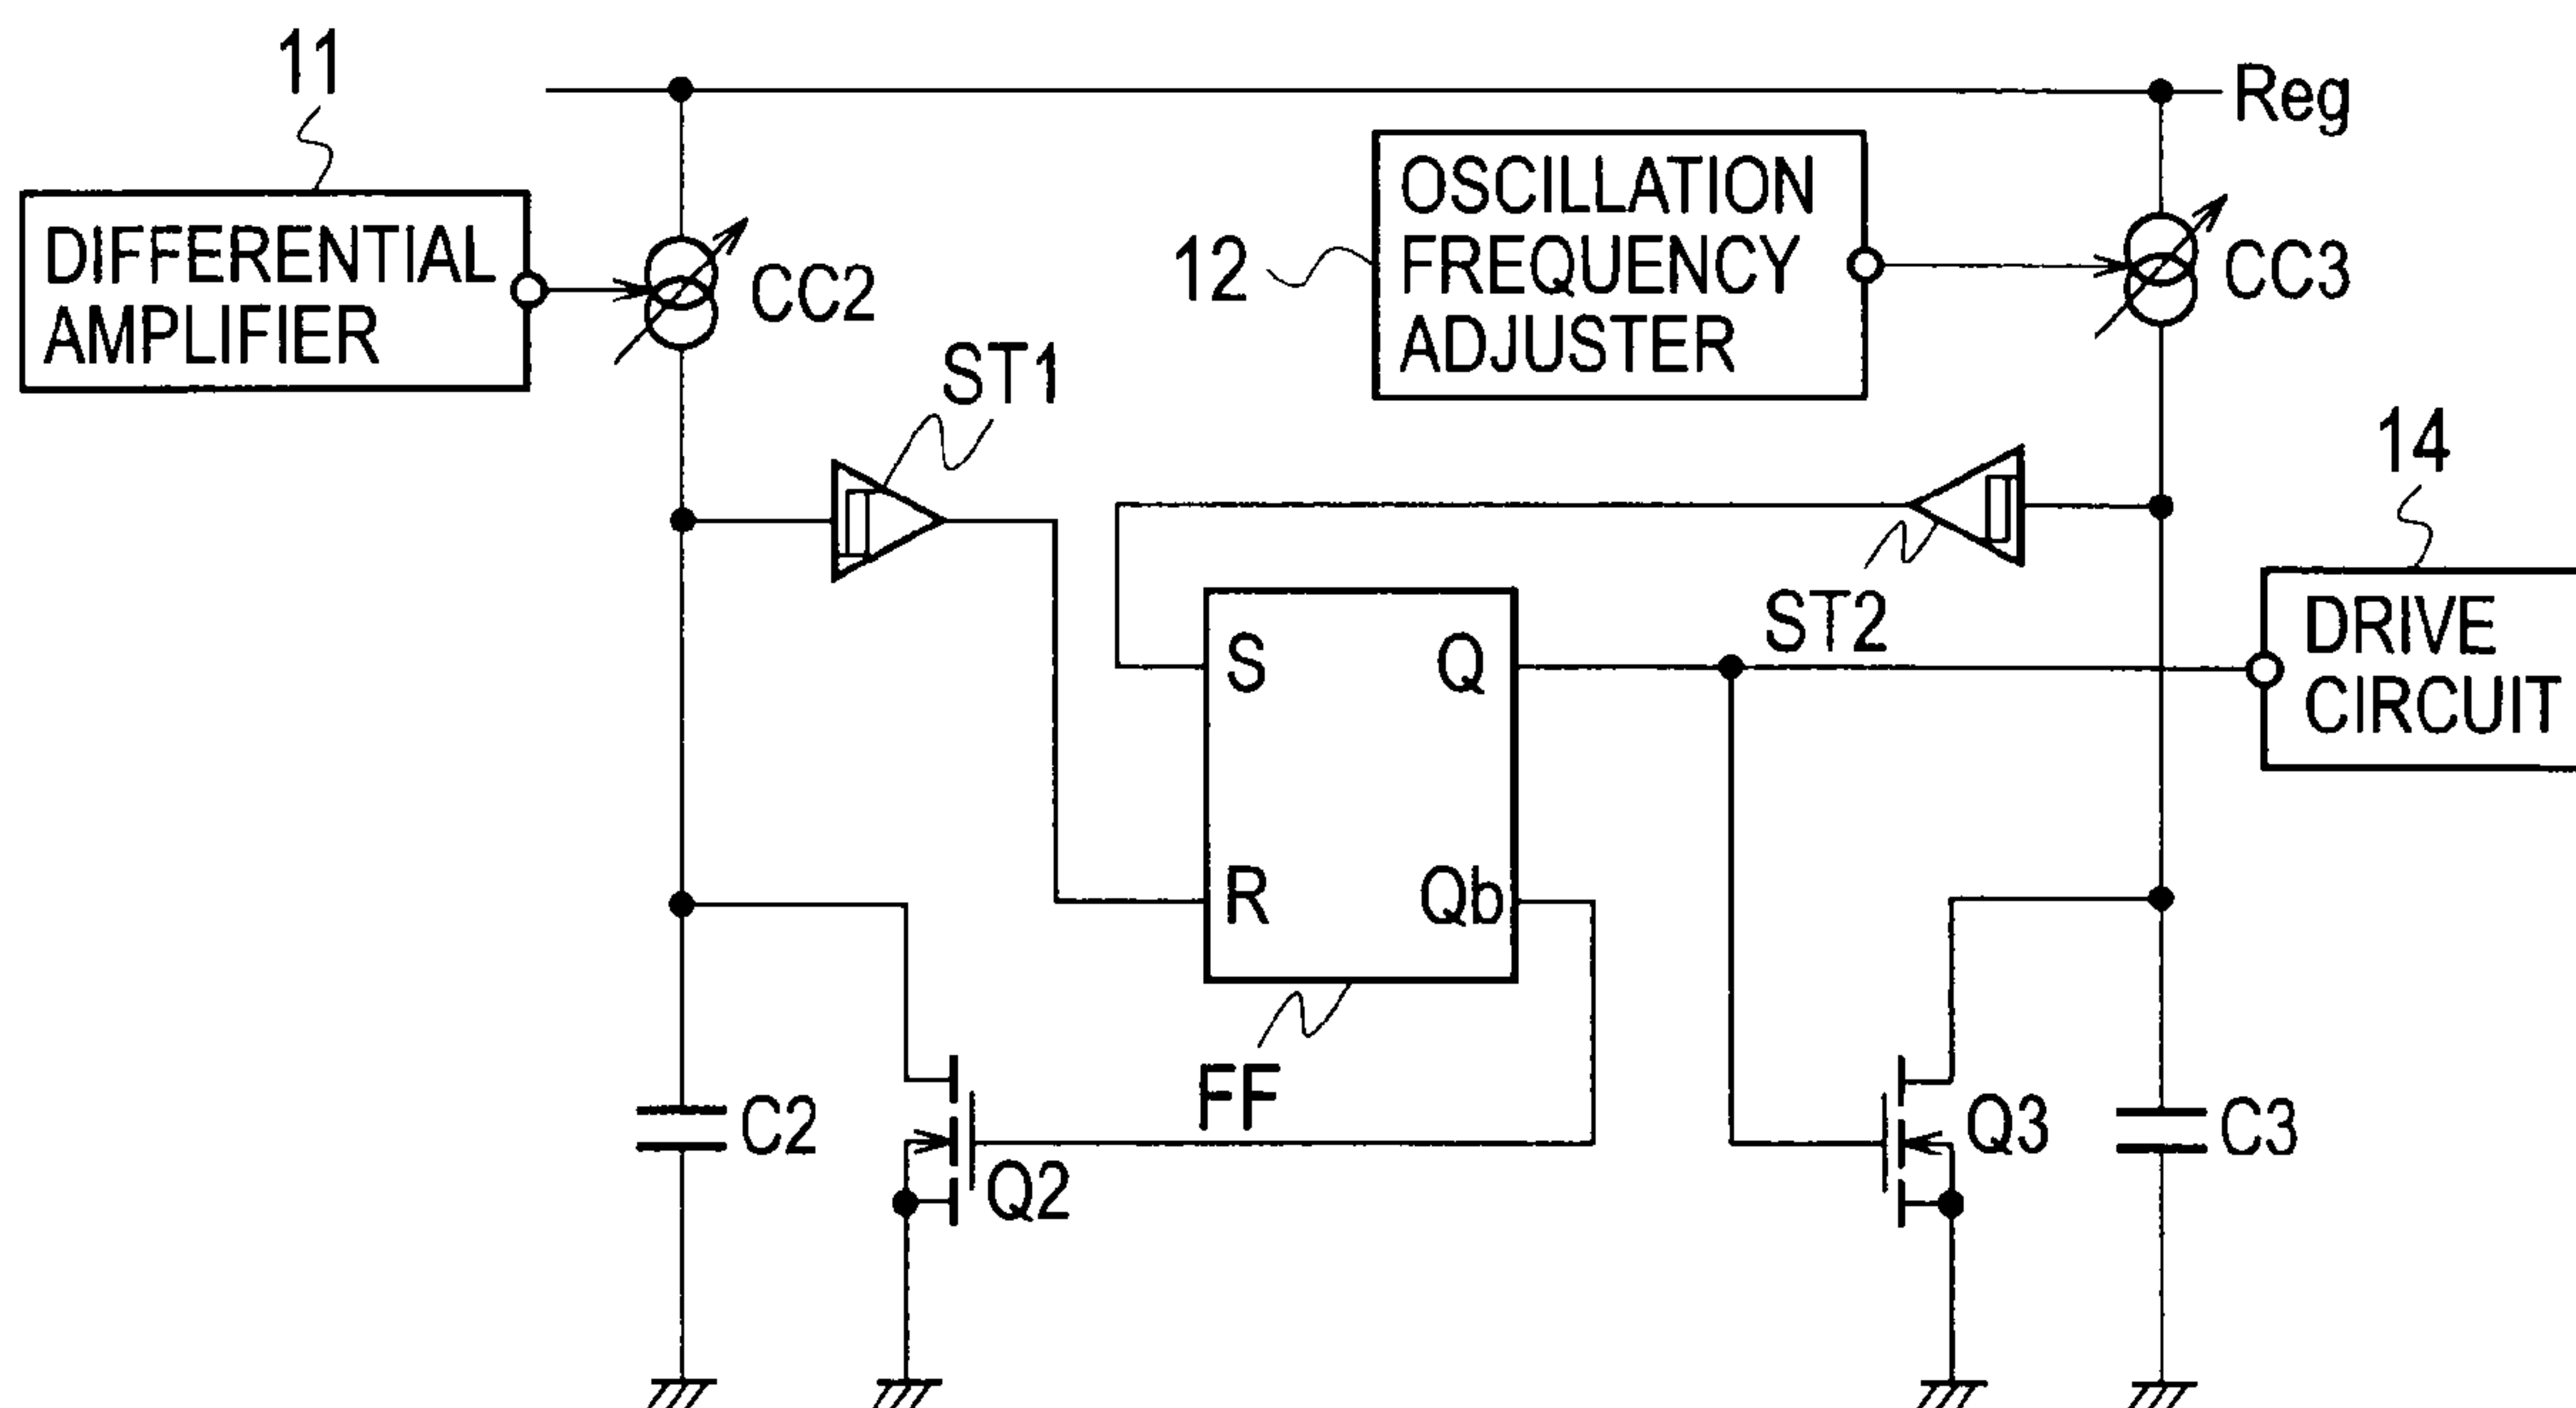 11
Reg
DIFFERENTIAL
AMPLIFIER
CC2
12
OSCILLATION
FREQUENCY
ADJUSTER
CC3
ST1
ST2
14
DRIVE
CIRCUIT
S
Q
R
Qb
FF
C2
Q2
Q3
C3